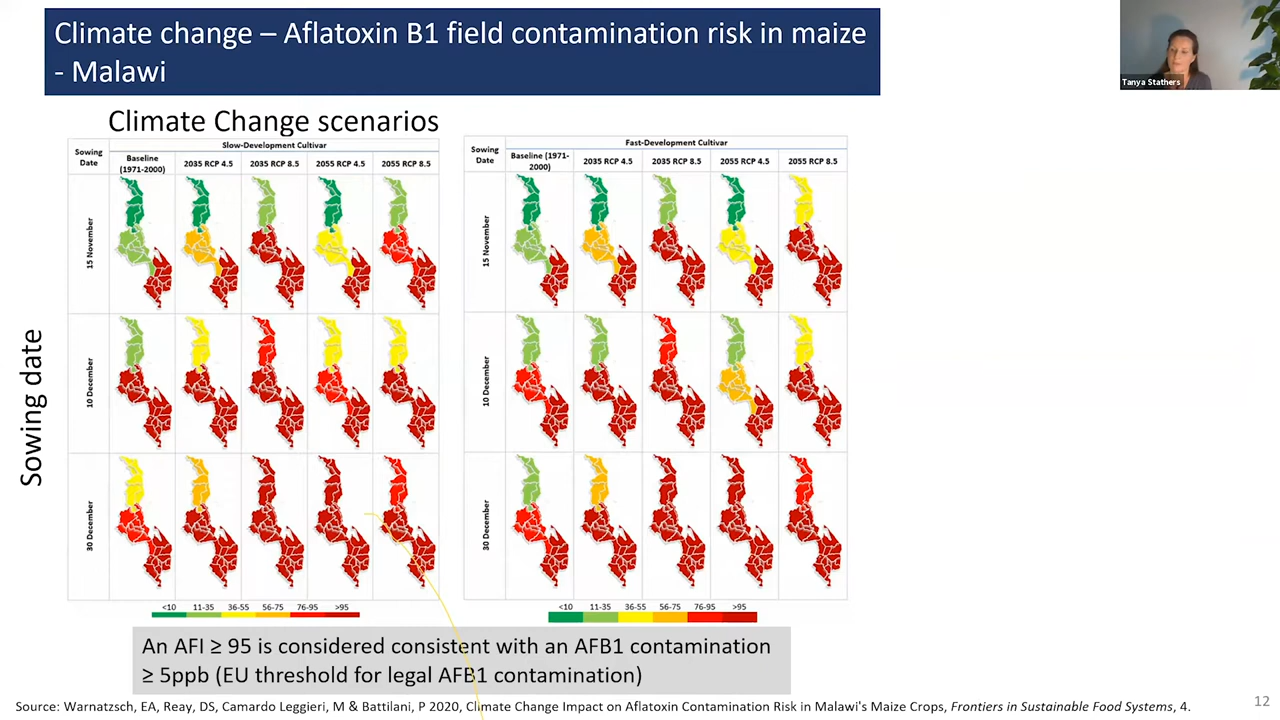 Climate change – Aflatoxin B1 field contamination risk in maize
- Malawi
Tanya Stathers
Climate Change scenarios
Sowing date
Sowing
Date
Slow-Development Cultivar
Baseline
(1971-2000)
2035 RCP 4.5
2035 RCP 8.5
2055 RCP 4.5
2055 RCP 8.5
15 November
10 December
30 December
<10
11-35
36-55
56-75
76-95
>95
Sowing
Date
Fast-Development Cultivar
Baseline (1971-
2000)
2035 RCP 4.5
2035 RCP 8.5
2055 RCP 4.5
2055 RCP 8.5
15 November
10 December
30 December
<10
11-35
36-55
56-75
76-95
>95
An AFI ≥ 95 is considered consistent with an AFB1 contamination
≥ 5ppb (EU threshold for legal AFB1 contamination)
Source: Warnatzsch, EA, Reay, DS, Camardo Leggieri, M & Battilani, P 2020, Climate Change Impact on Aflatoxin Contamination Risk in Malawi's Maize Crops, Frontiers in Sustainable Food Systems, 4.
12